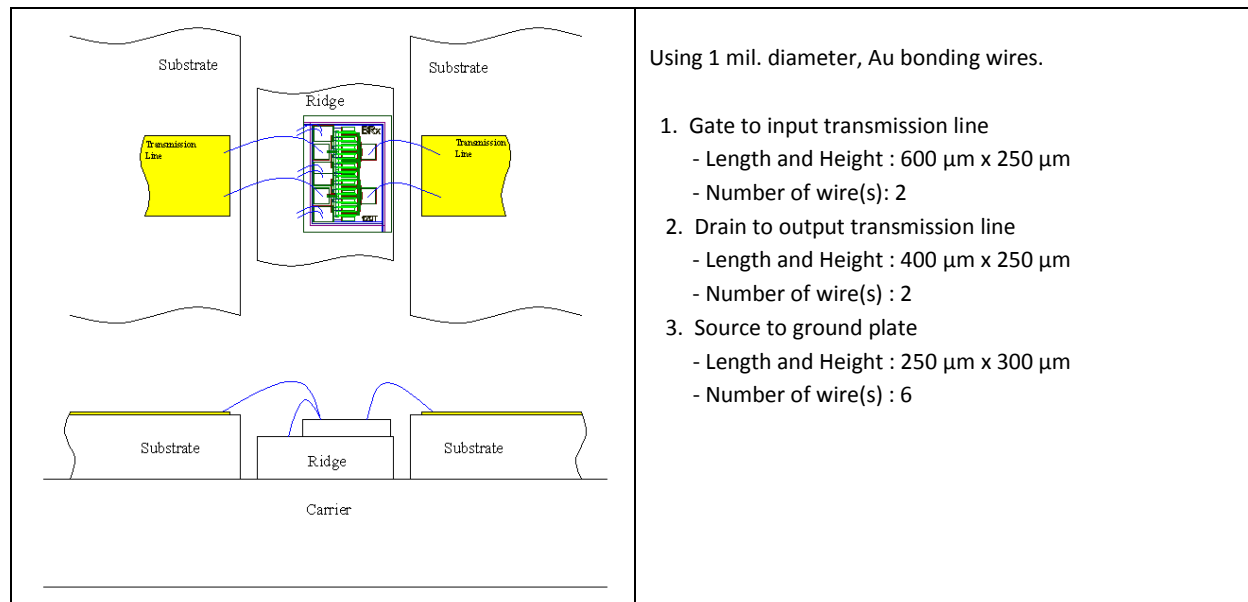 Substrate
Substrate
Ridge
Transmission
Line
Transmission
Line
Substrate
Ridge
Substrate
Carrier
Using 1 mil. diameter, Au bonding wires.
1. Gate to input transmission line
- Length and Height : 600 µm x 250 µm
- Number of wire(s): 2
2. Drain to output transmission line
- Length and Height : 400 µm x 250 µm
- Number of wire(s) : 2
3. Source to ground plate
- Length and Height : 250 µm x 300 µm
- Number of wire(s) : 6